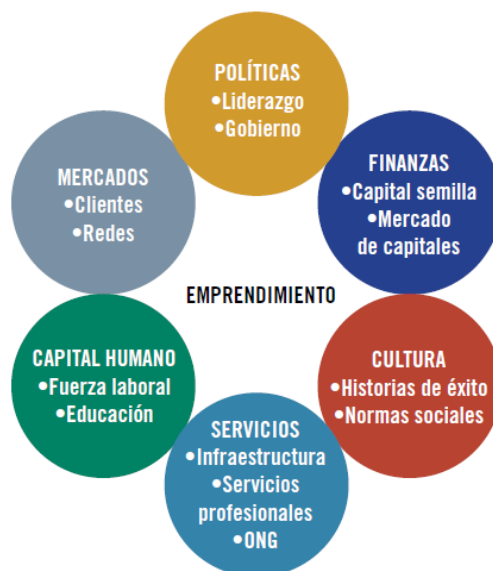 POLÍTICAS
•Liderazgo
•Gobierno
FINANZAS
•Capital semilla
•Mercado
de capitales
MERCADOS
•Clientes
•Redes
EMPRENDIMIENTO
CAPITAL HUMANO
•Fuerza laboral
•Educación
CULTURA
•Historias de éxito
•Normas sociales
SERVICIOS
•Infraestructura
•Servicios
profesionales
•ONG